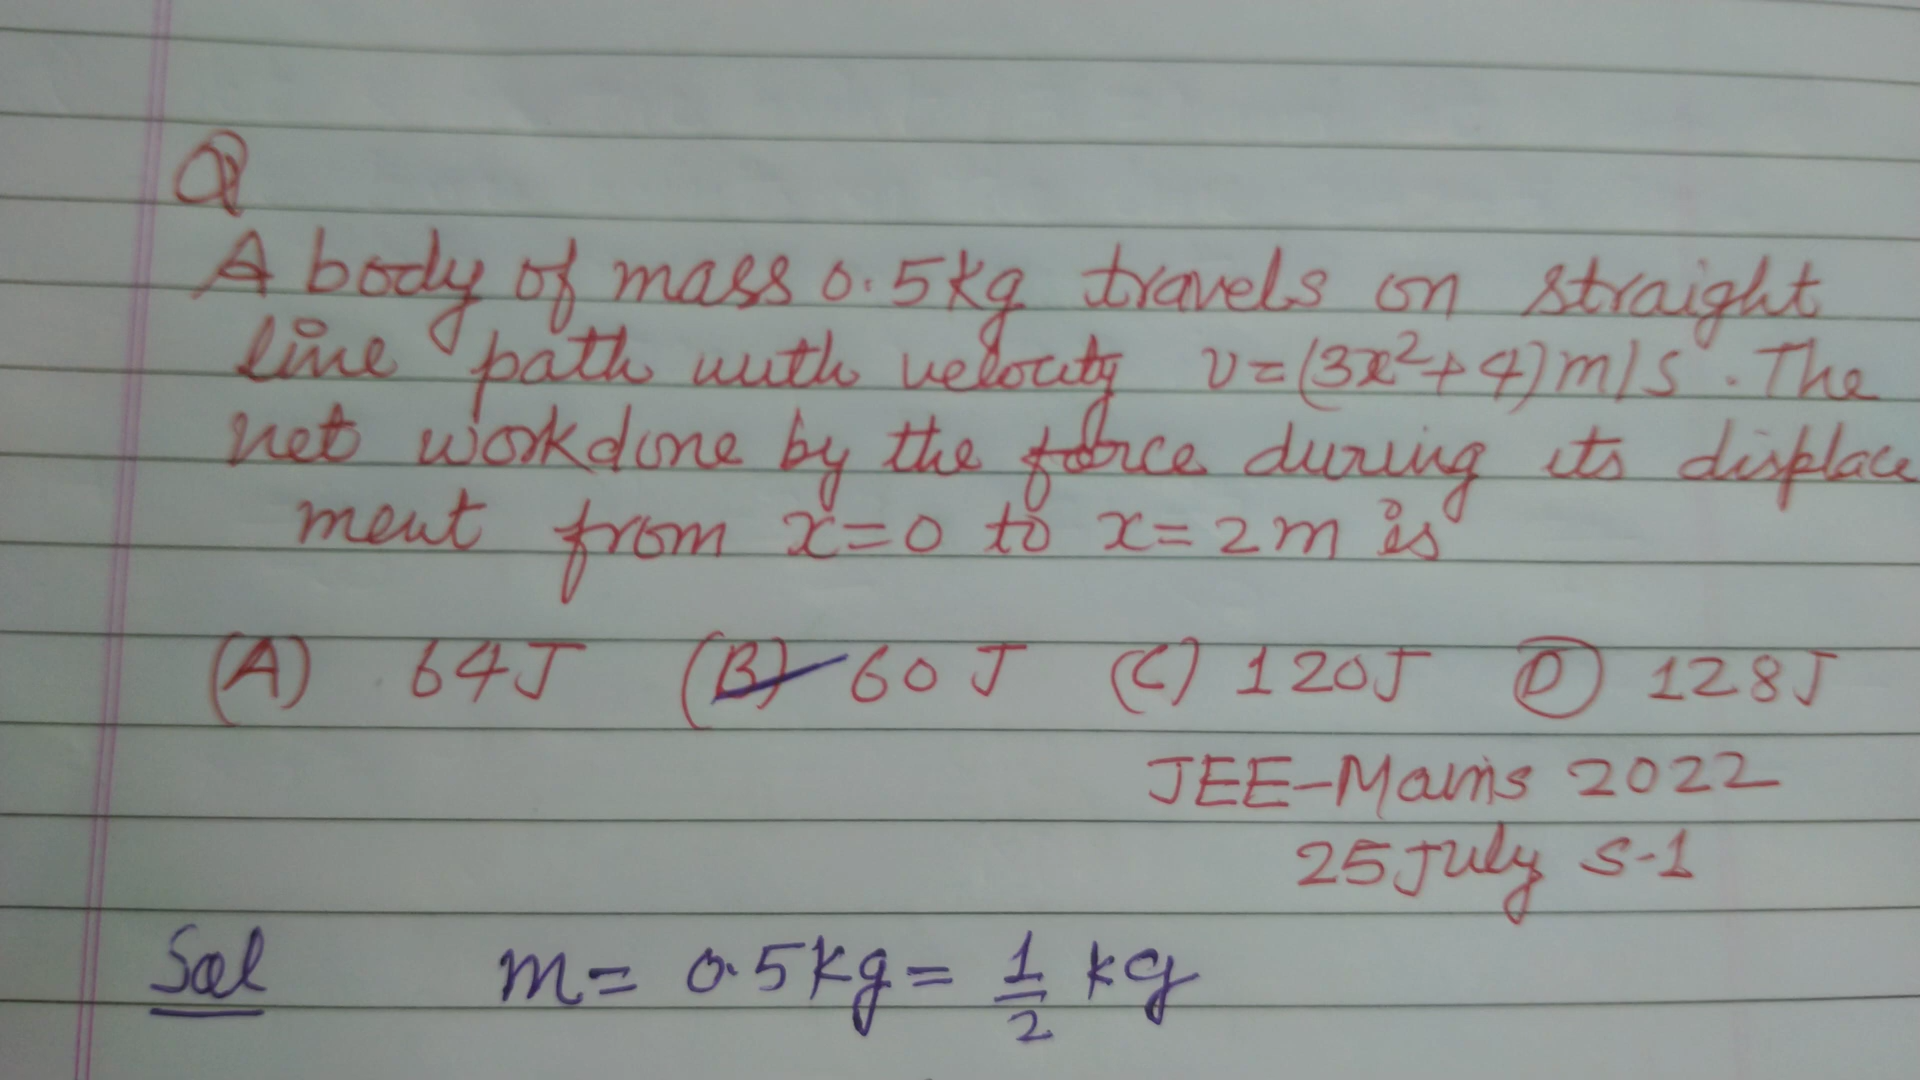 Q
A body of mass 0.5kg travels on straight
line path with velocity v=(3x²+4)m/s. The
net workdone by the force during its displace
ment from x=0 to x=2m is
(A) 64J (B) 60J (C) 120J (D) 128J
JEE-Mains 2022
25 July S-1
Sol m= 0.5kg= 1/2 kg